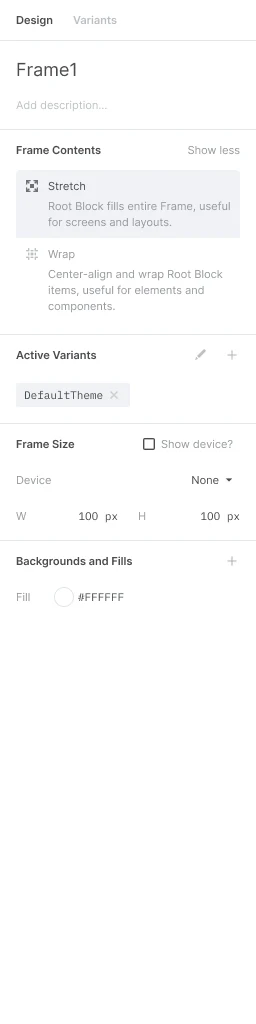 Design Variants
Frame1
Add description...
Frame Contents Show less
Stretch
Root Block fills entire Frame, useful
for screens and layouts.
Wrap
Center-align and wrap Root Block
items, useful for elements and
components.
Active Variants
DefaultTheme
Frame Size Show device?
Device None
W 100 px H 100 px
Backgrounds and Fills
Fill #FFFFFF